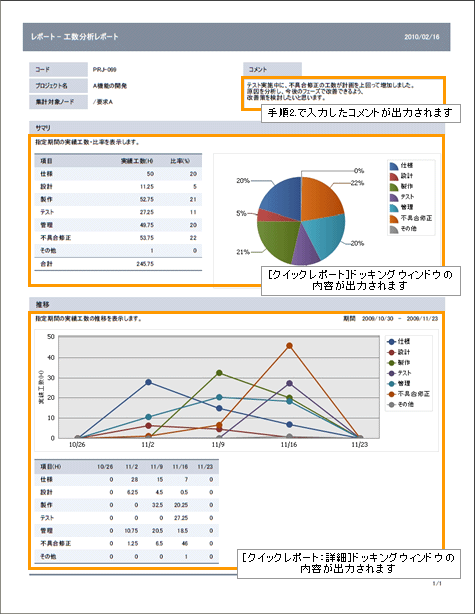 レポート - 工数分析レポート 2010/02/16
コード PRJ-099
プロジェクト名 A機能の開発
集計対象ノード /要求A
コメント
テスト実施中に、不具合修正の工数が計画を上回って増加しました。
原因を分析し、今後のフェーズで改善できるよう、
改善策を検討したいと思います。
手順2.で入力したコメントが出力されます
サマリ
指定期間の実績工数・比率を表示します。
項目 実績工数(H) 比率(%)
仕様 50 20
設計 11.25 5
製作 52.75 21
テスト 27.25 11
管理 49.75 20
不具合修正 53.75 22
その他 1 0
合計 245.75
0%
22%
20%
21%
5%
20%
仕様
設計
製作
テスト
管理
不具合修正
その他
[クイックレポート]ドッキングウィンドウの
内容が出力されます
推移
指定期間の実績工数の推移を表示します。 期間 2009/10/30 - 2009/11/23
実績工数(H)
50
40
30
20
10
0
10/26 11/2 11/9 11/16 11/23
仕様
設計
製作
テスト
管理
不具合修正
その他
項目(H) 10/26 11/2 11/9 11/16 11/23
仕様 0 28 15 7 0
設計 0 6.25 4.5 0.5 0
製作 0 0 32.5 20.25 0
テスト 0 0 0 27.25 0
管理 0 10.75 20.5 18.5 0
不具合修正 0 1.25 6.5 46 0
その他 0 0 0 1 0
[クイックレポート:詳細]ドッキングウィンドウの
内容が出力されます
1/1